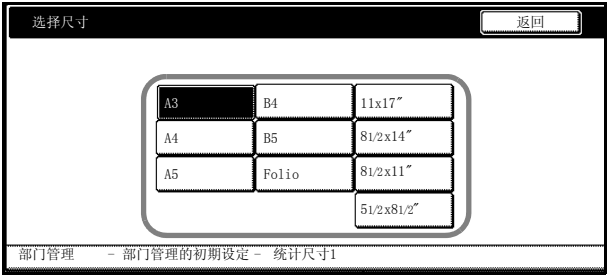 选择尺寸 返回
A3 B4 11x17″
A4 B5 81/2x14″
A5 Folio 81/2x11″
51/2x81/2″
部门管理 － 部门管理的初期设定－ 统计尺寸1